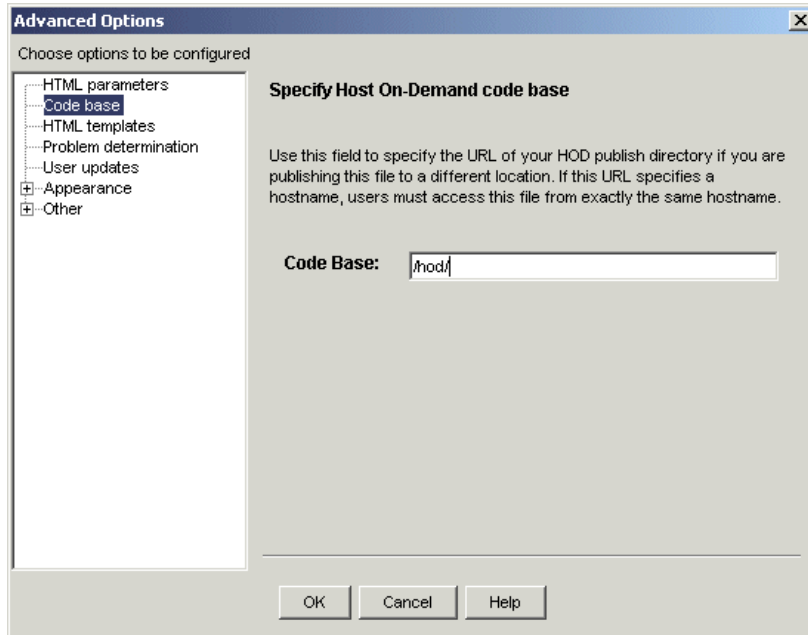 Advanced Options
Choose options to be configured
HTML parameters
Code base
HTML templates
Problem determination
User updates
Appearance
Other
Specify Host On-Demand code base
Use this field to specify the URL of your HOD publish directory if you are
publishing this file to a different location. If this URL specifies a
hostname, users must access this file from exactly the same hostname.
Code Base: /hod/
OK Cancel Help